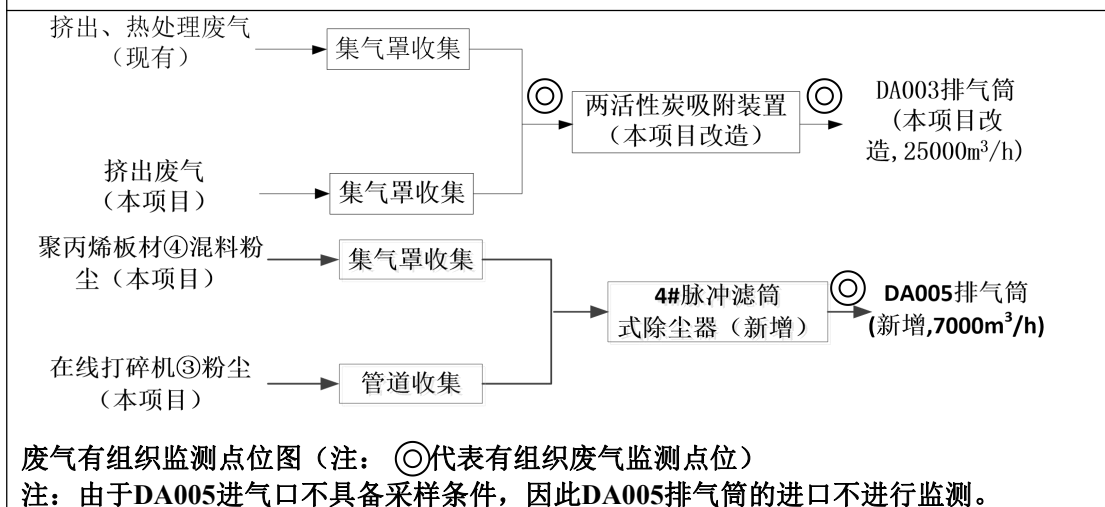 挤出、热处理废气
（现有）
集气罩收集
两活性炭吸附装置
（本项目改造）
DA003排气筒
(本项目改
造,25000m³/h)
挤出废气
（本项目）
集气罩收集
聚丙烯板材④混料粉
尘（本项目）
集气罩收集
4#脉冲滤筒
式除尘器（新增）
DA005排气筒
(新增,7000m³/h)
在线打碎机③粉尘
（本项目）
管道收集
废气有组织监测点位图（注：◎代表有组织废气监测点位）
注：由于DA005进气口不具备采样条件，因此DA005排气筒的进口不进行监测。